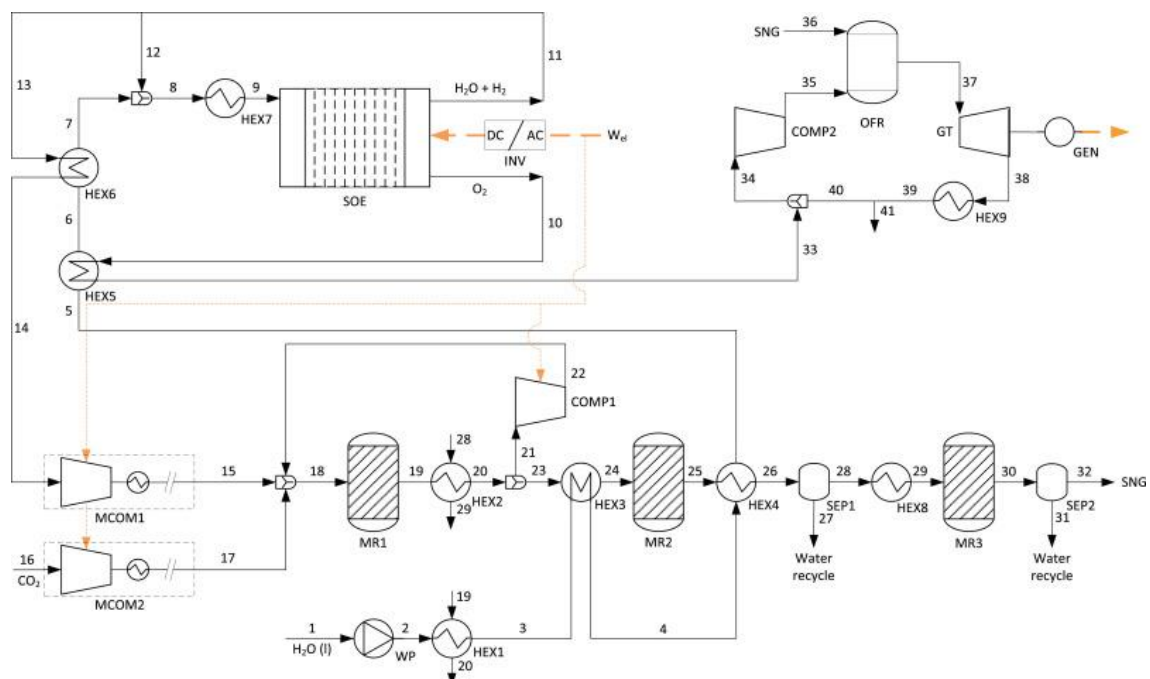 36
SNG
12
11
13
37
35
8
9
H₂O + H₂
7
HEX7
COMP2
OFR
GT
DC AC
Wel
INV
GEN
34
HEX6
O₂
38
SOE
40
39
6
10
41
HEX9
33
HEX5
5
14
22
COMP1
28
21
15
18
19
20
23
24
25
26
28
29
30
32
SNG
HEX2
HEX3
HEX4
SEP1
HEX8
SEP2
MCOM1
29
27
31
MR1
MR2
MR3
16
17
Water
recycle
Water
recycle
CO₂
MCOM2
19
1
2
3
4
H₂O (l)
WP
HEX1
20